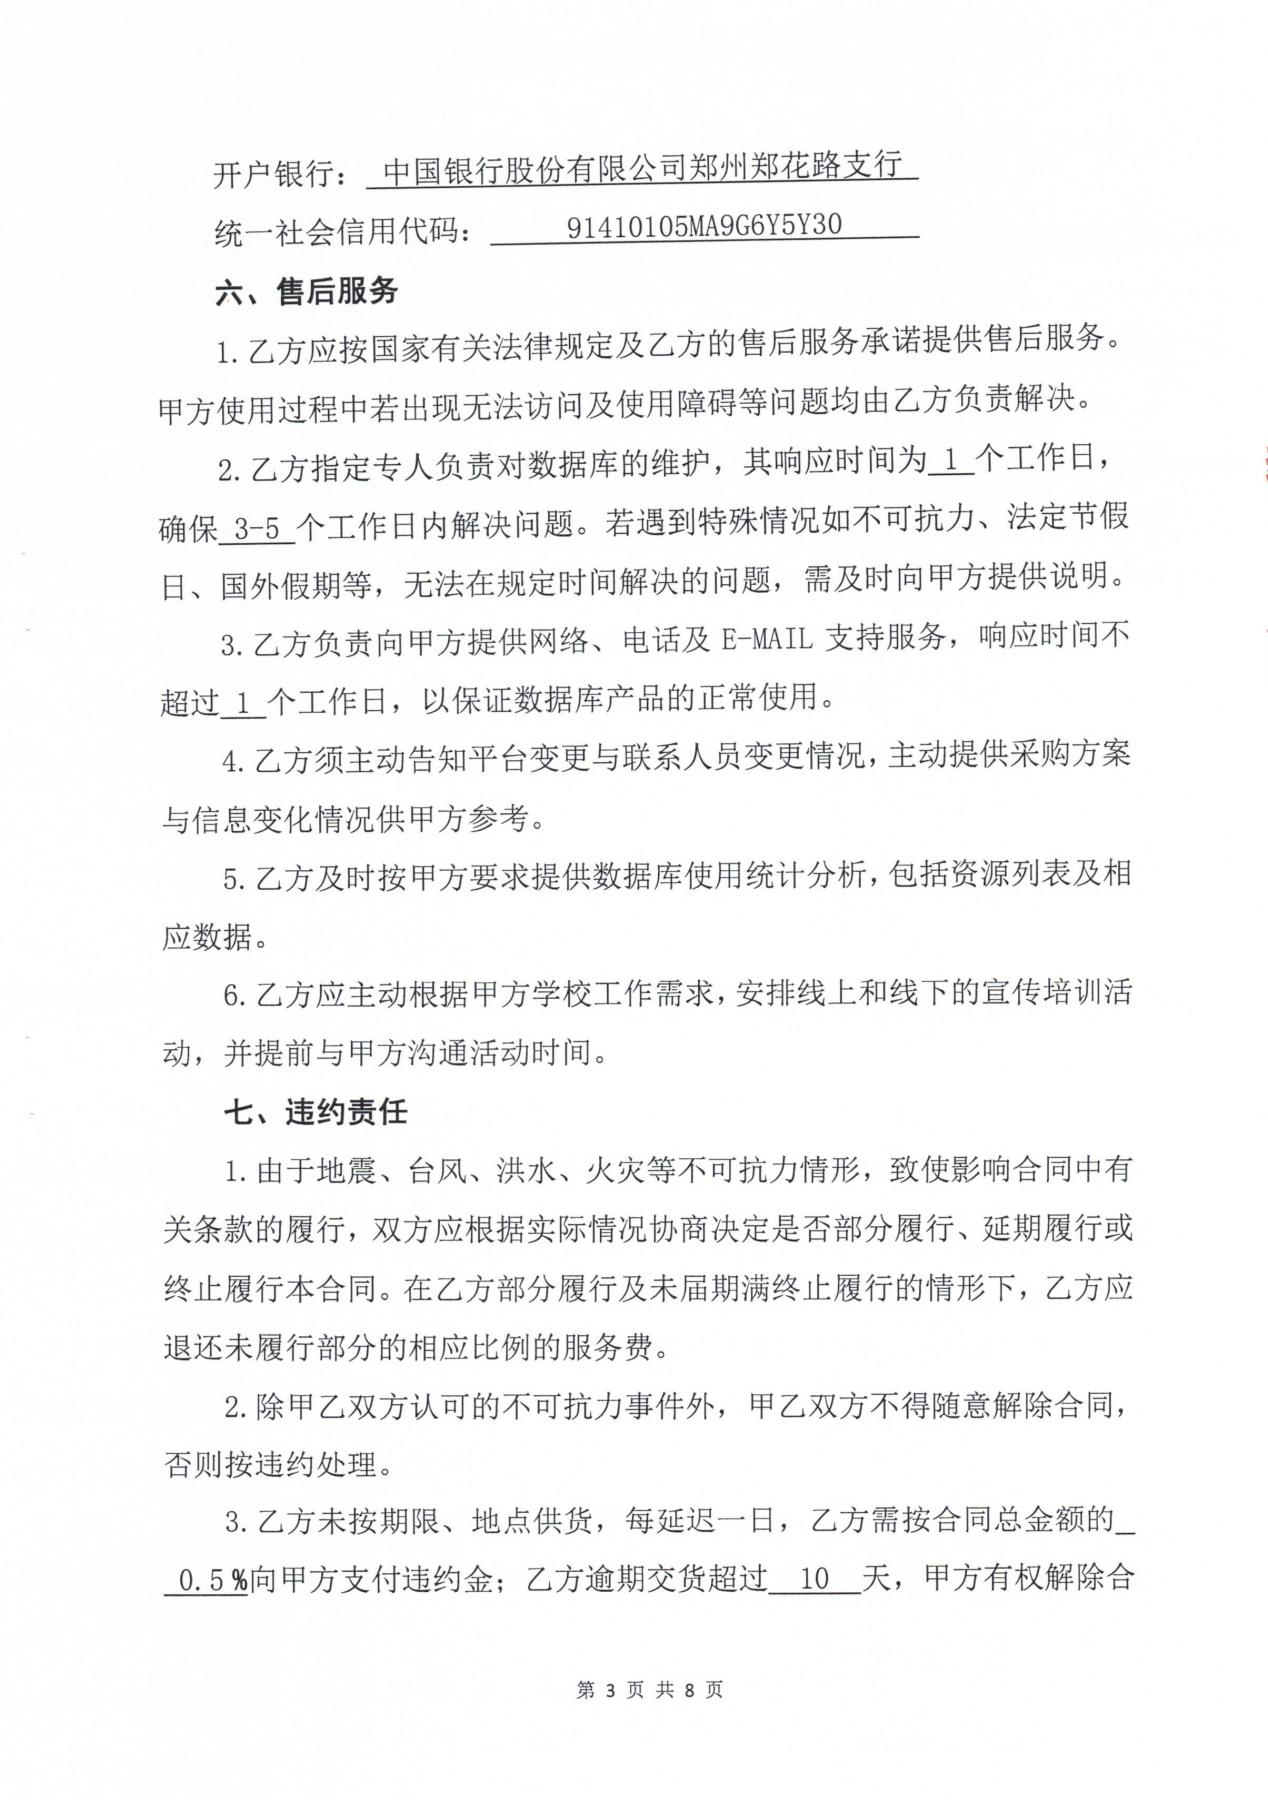 开户银行： 中国银行股份有限公司郑州郑花路支行
统一社会信用代码： 91410105MA9G6Y5Y30
六、售后服务
1.乙方应按国家有关法律规定及乙方的售后服务承诺提供售后服务。
甲方使用过程中若出现无法访问及使用障碍等问题均由乙方负责解决。
2.乙方指定专人负责对数据库的维护，其响应时间为 1 个工作日，
确保 3-5 个工作日内解决问题。若遇到特殊情况如不可抗力、法定节假
日、国外假期等，无法在规定时间解决的问题，需及时向甲方提供说明。
3.乙方负责向甲方提供网络、电话及 E-MAIL 支持服务，响应时间不
超过 1 个工作日，以保证数据库产品的正常使用。
4.乙方须主动告知平台变更与联系人员变更情况，主动提供采购方案
与信息变化情况供甲方参考。
5.乙方及时按甲方要求提供数据库使用统计分析，包括资源列表及相
应数据。
6.乙方应主动根据甲方学校工作需求，安排线上和线下的宣传培训活
动，并提前与甲方沟通活动时间。
七、违约责任
1.由于地震、台风、洪水、火灾等不可抗力情形，致使影响合同中有
关条款的履行，双方应根据实际情况协商决定是否部分履行、延期履行或
终止履行本合同。在乙方部分履行及未届期满终止履行的情形下，乙方应
退还未履行部分的相应比例的服务费。
2.除甲乙双方认可的不可抗力事件外，甲乙双方不得随意解除合同，
否则按违约处理。
3.乙方未按期限、地点供货，每延迟一日，乙方需按合同总金额的
0.5%向甲方支付违约金；乙方逾期交货超过 10 天，甲方有权解除合
第 3 页 共 8 页